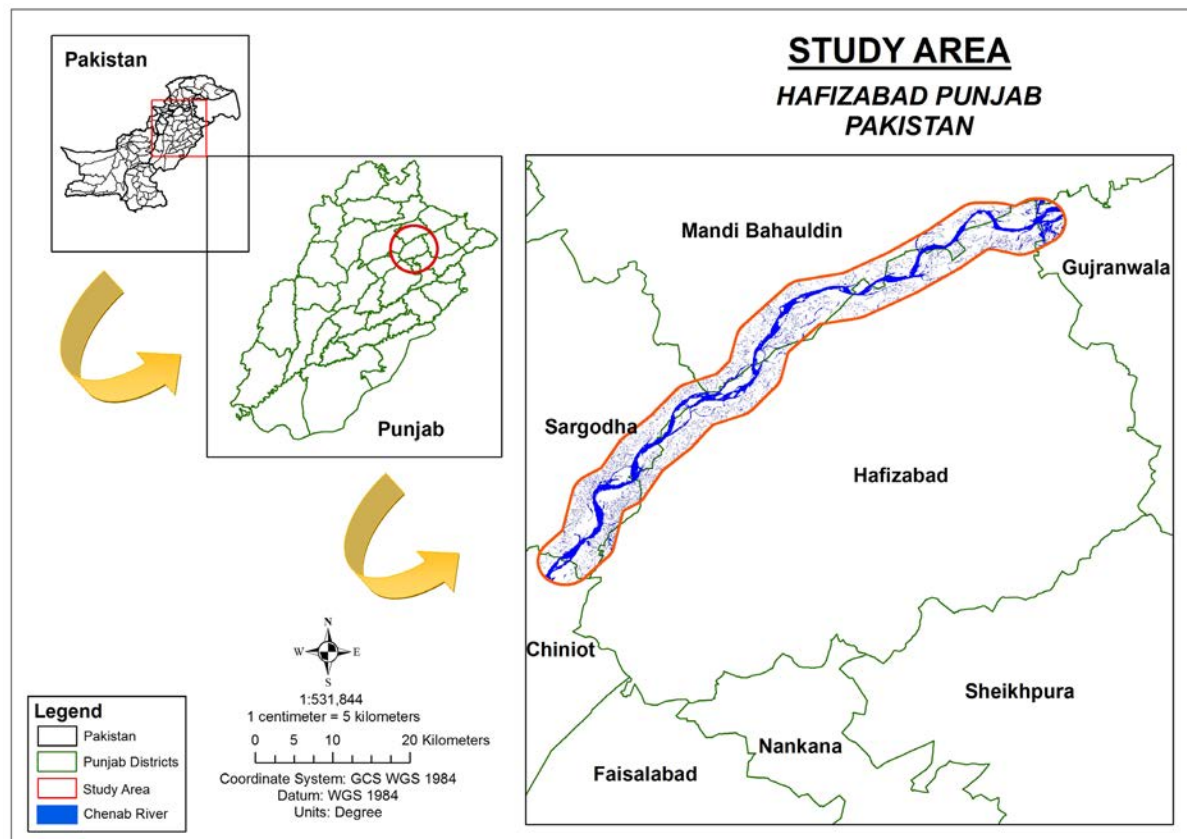 STUDY AREA
HAFIZABAD PUNJAB
PAKISTAN
Pakistan
Punjab
Mandi Bahauldin
Gujranwala
Sargodha
Hafizabad
Chiniot
Sheikhpura
Nankana
Faisalabad
N
W E
S
1:531,844
1 centimeter = 5 kilometers
0 5 10 20 Kilometers
Coordinate System: GCS WGS 1984
Datum: WGS 1984
Units: Degree
Legend
Pakistan
Punjab Districts
Study Area
Chenab River